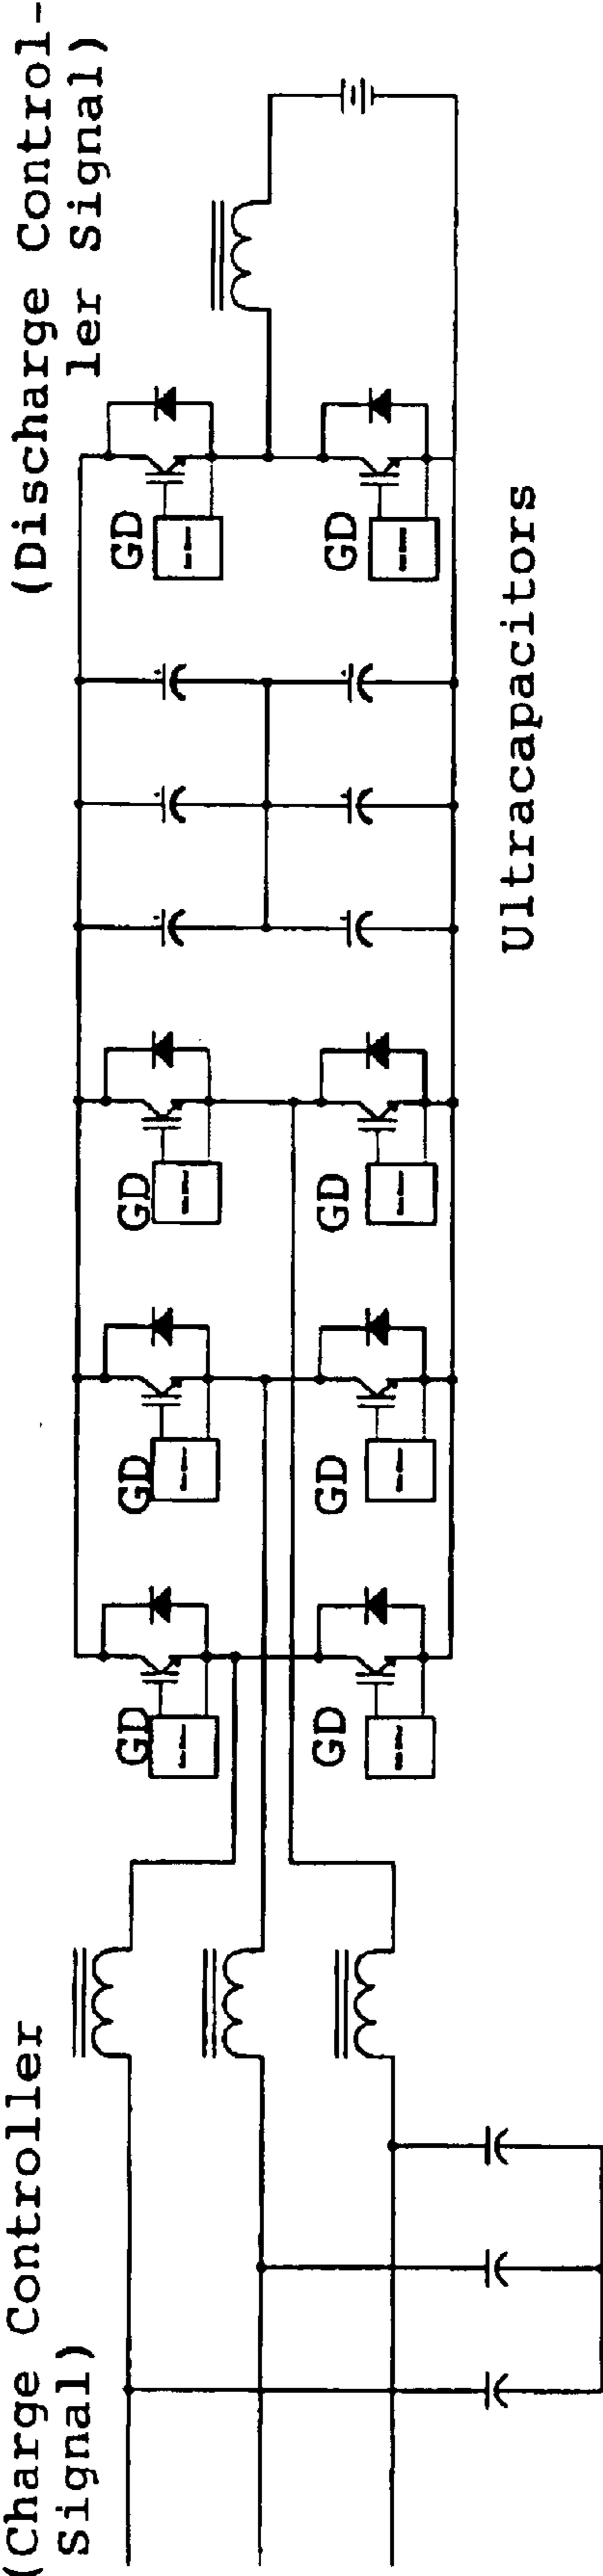 (Charge Controller
Signal)
(Discharge Control-
ler Signal)
GD
GD
GD
GD
GD
GD
GD
GD
Ultracapacitors